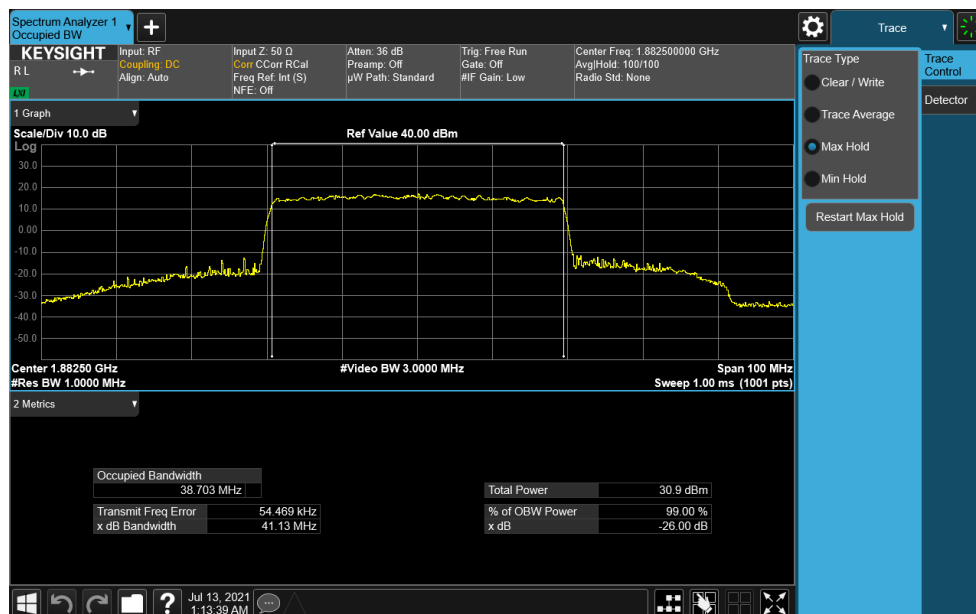 Spectrum Analyzer 1
Occupied BW
+
Trace
KEYSIGHT
R L
LXI
Input: RF
Coupling: DC
Align: Auto
Input Z: 50 Ω
Corr CCorr RCal
Freq Ref: Int (S)
NFE: Off
Atten: 36 dB
Preamp: Off
µW Path: Standard
Trig: Free Run
Gate: Off
#IF Gain: Low
Center Freq: 1.882500000 GHz
Avg|Hold: 100/100
Radio Std: None
Trace Type
Clear / Write
Trace Average
Max Hold
Min Hold
Restart Max Hold
Trace
Control
Detector
1 Graph
Scale/Div 10.0 dB
Ref Value 40.00 dBm
Log
30.0
20.0
10.0
0.00
-10.0
-20.0
-30.0
-40.0
-50.0
Center 1.88250 GHz
#Video BW 3.0000 MHz
Span 100 MHz
#Res BW 1.0000 MHz
Sweep 1.00 ms (1001 pts)
2 Metrics
Occupied Bandwidth
38.703 MHz
Total Power 30.9 dBm
Transmit Freq Error 54.469 kHz
% of OBW Power 99.00 %
x dB Bandwidth 41.13 MHz
x dB -26.00 dB
?
Jul 13, 2021
1:13:39 AM